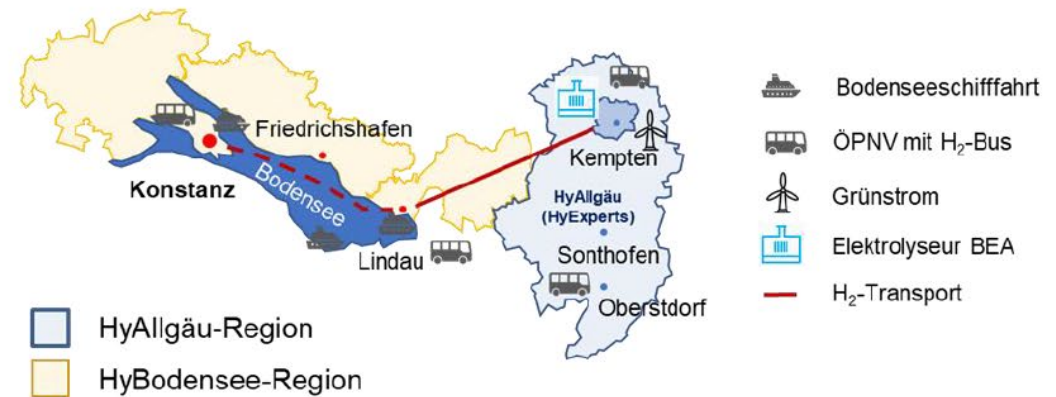 Friedrichshafen
Konstanz
Bodensee
Lindau
Kempten
HyAllgäu
(HyExperts)
Sonthofen
Oberstdorf
HyAllgäu-Region
HyBodensee-Region
Bodenseeschifffahrt
ÖPNV mit H₂-Bus
Grünstrom
Elektrolyseur BEA
H₂-Transport